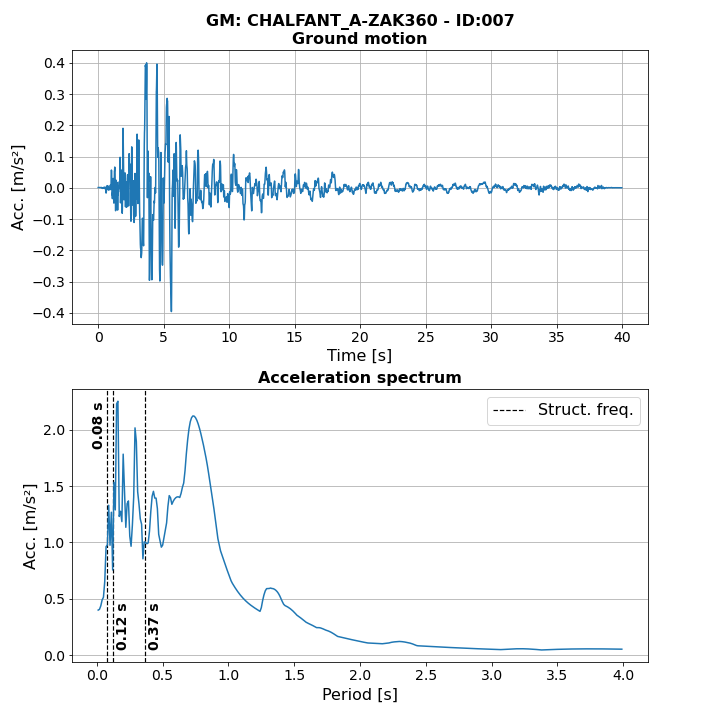 GM: CHALFANT_A-ZAK360 - ID:007
Ground motion
0.4
0.3
0.2
0.1
0.0
−0.1
−0.2
−0.3
−0.4
Acc. [m/s²]
0
5
10
15
20
25
30
35
40
Time [s]
Acceleration spectrum
Struct. freq.
0.08 s
0.12 s
0.37 s
2.0
1.5
1.0
0.5
0.0
Acc. [m/s²]
0.0
0.5
1.0
1.5
2.0
2.5
3.0
3.5
4.0
Period [s]